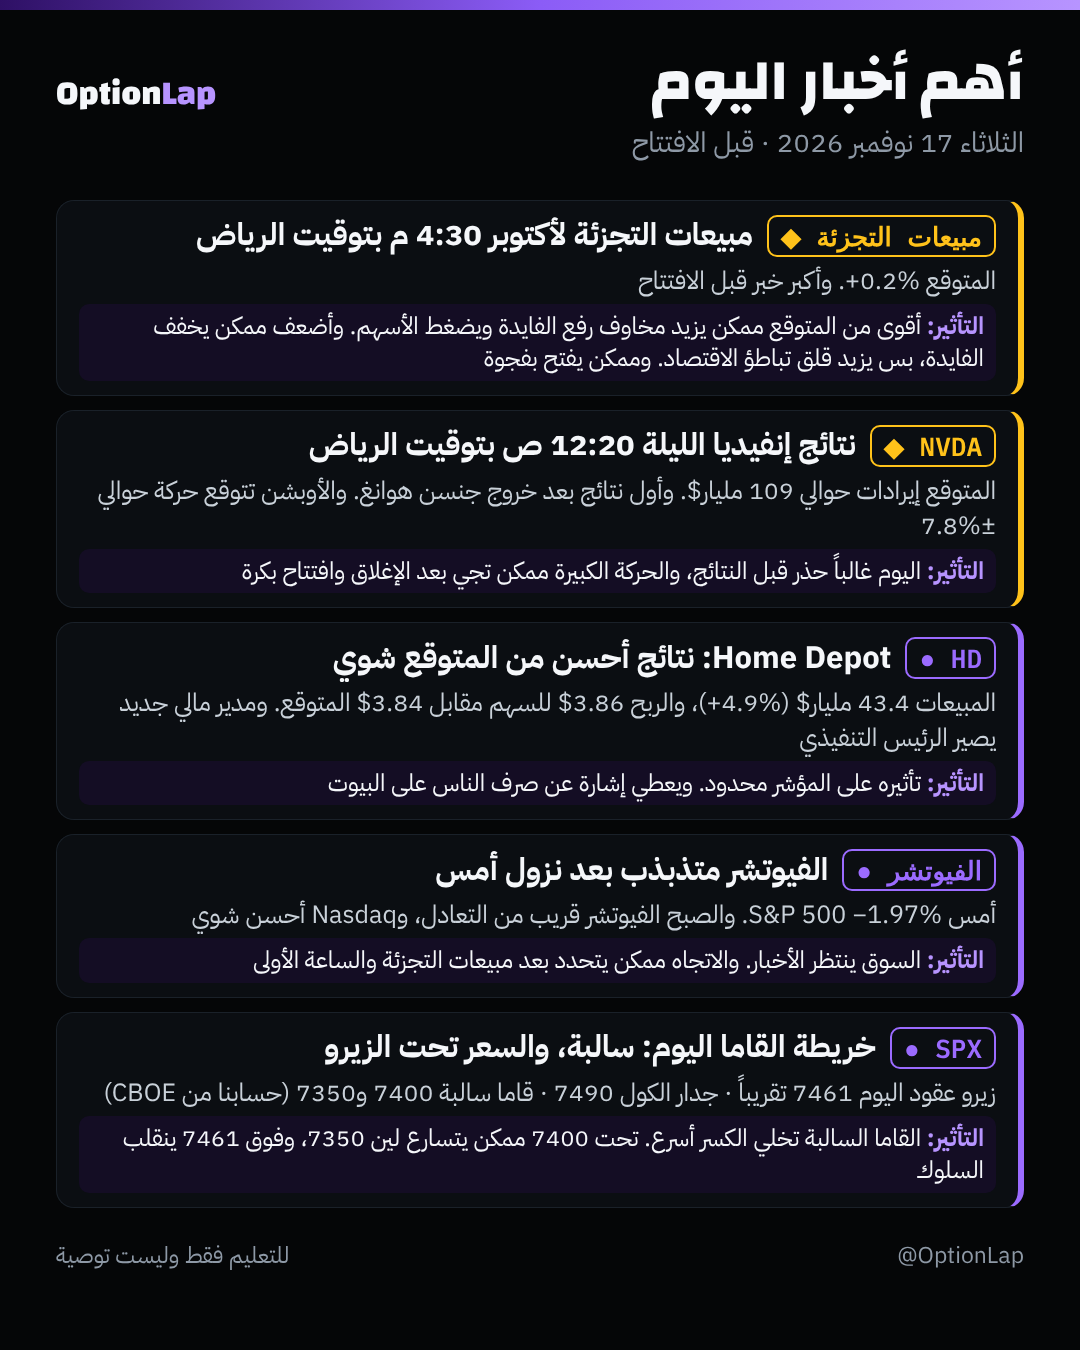 أهم أخبار اليوم
OptionLap
الثلاثاء 17 نوفمبر 2026 · قبل الافتتاح
مبيعات التجزئة ◆ مبيعات التجزئة لأكتوبر 4:30 م بتوقيت الرياض
المتوقع 0.2%+. وأكبر خبر قبل الافتتاح
التأثير: أقوى من المتوقع ممكن يزيد مخاوف رفع الفايدة ويضغط الأسهم. وأضعف ممكن يخفف
الفايدة، بس يزيد قلق تباطؤ الاقتصاد. وممكن يفتح بفجوة
NVDA ◆ نتائج إنفيديا الليلة 12:20 ص بتوقيت الرياض
المتوقع إيرادات حوالي 109 مليار$. وأول نتائج بعد خروج جنسن هوانغ. والأوبشن تتوقع حركة حوالي
±7.8%
التأثير: اليوم غالباً حذر قبل النتائج، والحركة الكبيرة ممكن تجي بعد الإغلاق وافتتاح بكرة
HD ● Home Depot: نتائج أحسن من المتوقع شوي
المبيعات 43.4 مليار$ (4.9%+)، والربح 3.86$ للسهم مقابل 3.84$ المتوقع. ومدير مالي جديد
يصير الرئيس التنفيذي
التأثير: تأثيره على المؤشر محدود. ويعطي إشارة عن صرف الناس على البيوت
الفيوتشر ● الفيوتشر متذبذب بعد نزول أمس
أمس S&P 500 −1.97%. والصبح الفيوتشر قريب من التعادل، وNasdaq أحسن شوي
التأثير: السوق ينتظر الأخبار. والاتجاه ممكن يتحدد بعد مبيعات التجزئة والساعة الأولى
SPX ● خريطة القاما اليوم: سالبة، والسعر تحت الزيرو
زيرو عقود اليوم 7461 تقريباً · جدار الكول 7490 · قاما سالبة 7400 و7350 (حسابنا من CBOE)
التأثير: القاما السالبة تخلي الكسر أسرع. تحت 7400 ممكن يتسارع لين 7350، وفوق 7461 ينقلب
السلوك
@OptionLap
للتعليم فقط وليست توصية